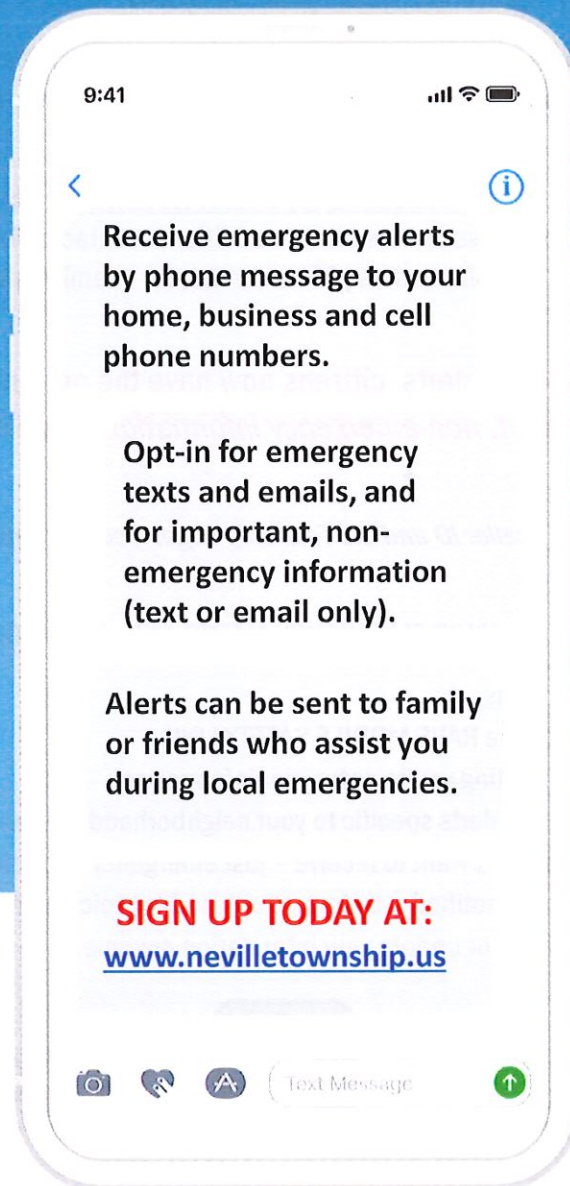 9:41
Receive emergency alerts
by phone message to your
home, business and cell
phone numbers.
Opt-in for emergency
texts and emails, and
for important, non-
emergency information
(text or email only).
Alerts can be sent to family
or friends who assist you
during local emergencies.
SIGN UP TODAY AT:
www.nevilletownship.us
Text Message